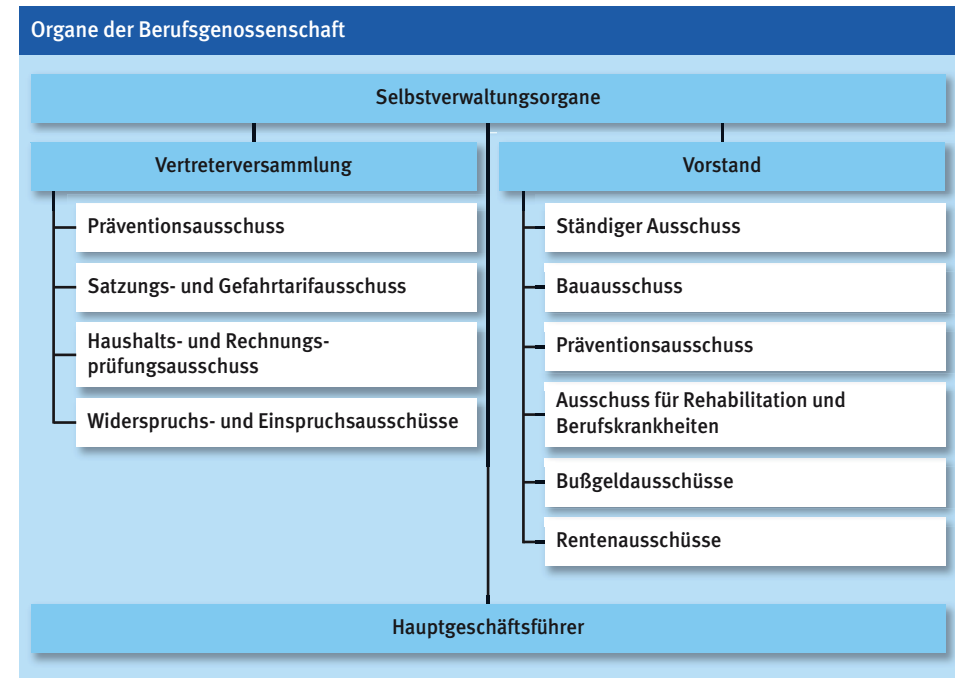 Organe der Berufsgenossenschaft
Selbstverwaltungsorgane
Vertreterversammlung
Präventionsausschuss
Satzungs- und Gefahrtarifausschuss
Haushalts- und Rechnungs-
prüfungsausschuss
Widerspruchs- und Einspruchsausschüsse
Vorstand
Ständiger Ausschuss
Bauausschuss
Präventionsausschuss
Ausschuss für Rehabilitation und
Berufskrankheiten
Bußgeldausschüsse
Rentenausschüsse
Hauptgeschäftsführer